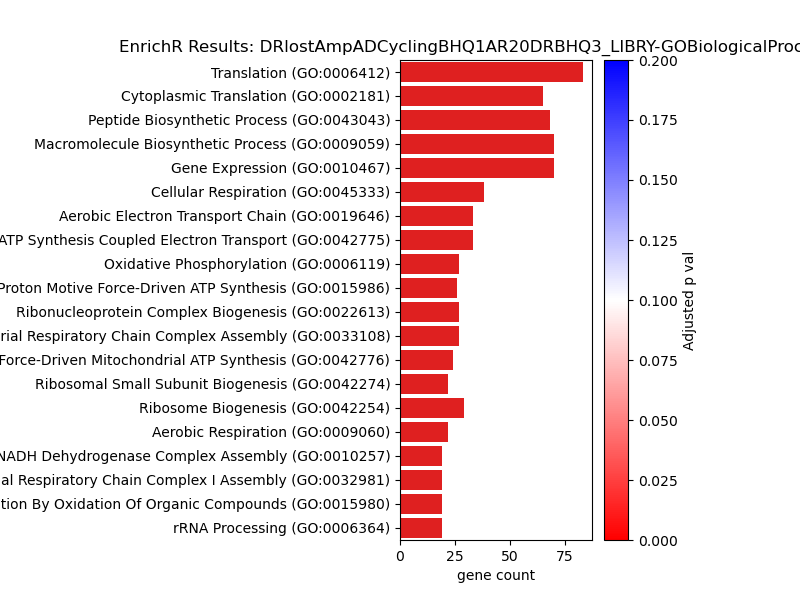 EnrichR Results: DRlostAmpADCyclingBHQ1AR20DRBHQ3_LIBRY-GOBiologicalProc
Translation (GO:0006412)
Cytoplasmic Translation (GO:0002181)
Peptide Biosynthetic Process (GO:0043043)
Macromolecule Biosynthetic Process (GO:0009059)
Gene Expression (GO:0010467)
Cellular Respiration (GO:0045333)
Aerobic Electron Transport Chain (GO:0019646)
ATP Synthesis Coupled Electron Transport (GO:0042775)
Oxidative Phosphorylation (GO:0006119)
Proton Motive Force-Driven ATP Synthesis (GO:0015986)
Ribonucleoprotein Complex Biogenesis (GO:0022613)
rial Respiratory Chain Complex Assembly (GO:0033108)
Force-Driven Mitochondrial ATP Synthesis (GO:0042776)
Ribosomal Small Subunit Biogenesis (GO:0042274)
Ribosome Biogenesis (GO:0042254)
Aerobic Respiration (GO:0009060)
NADH Dehydrogenase Complex Assembly (GO:0010257)
al Respiratory Chain Complex I Assembly (GO:0032981)
tion By Oxidation Of Organic Compounds (GO:0015980)
rRNA Processing (GO:0006364)
0 25 50 75
gene count
0.200
0.175
0.150
0.125
0.100
0.075
0.050
0.025
0.000
Adjusted p val